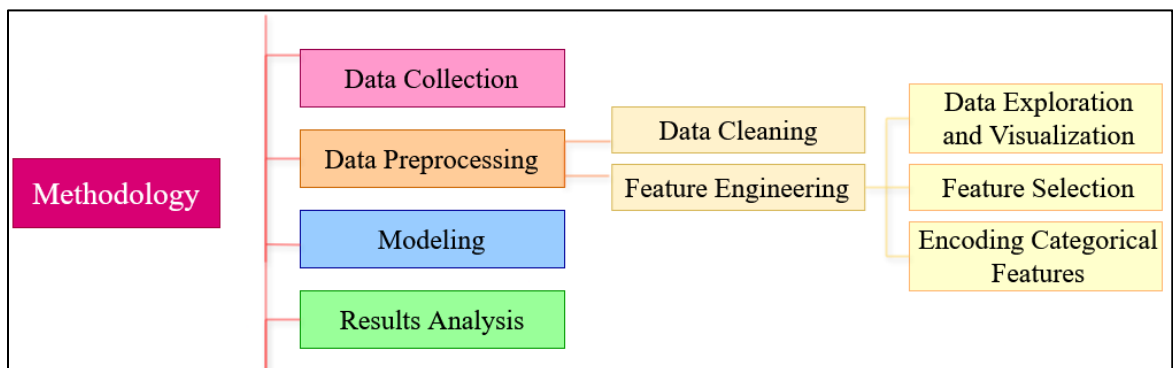 Methodology
Data Collection
Data Preprocessing
Modeling
Results Analysis
Data Cleaning
Feature Engineering
Data Exploration
and Visualization
Feature Selection
Encoding Categorical
Features